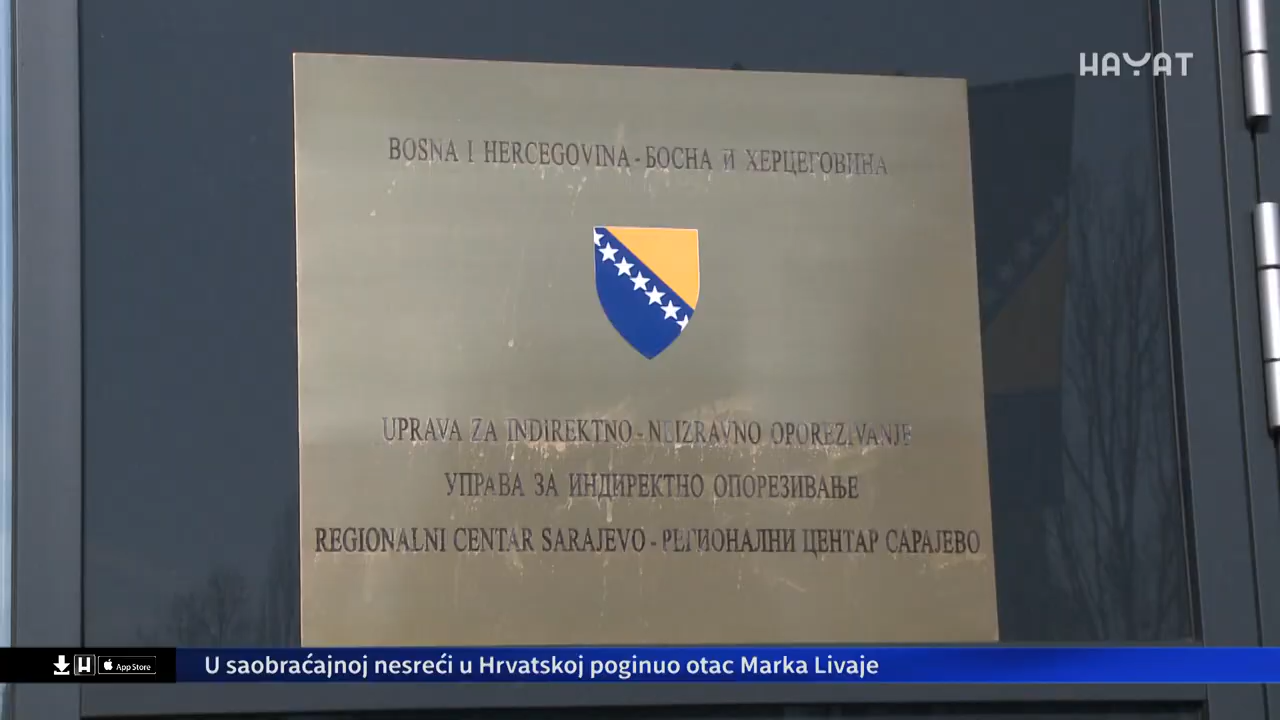 HAYAT
BOSNA I HERCEGOVINA - БОСНА И ХЕРЦЕГОВИНА
UPRAVA ZA INDIREKTNO - NEIZRAVNO OPOREZIVANJE
УПРАВА ЗА ИНДИРЕКТНО ОПОРЕЗИВАЊЕ
REGIONALNI CENTAR SARAJEVO - РЕГИОНАЛНИ ЦЕНТАР САРАЈЕВО
App Store
U saobraćajnoj nesreći u Hrvatskoj poginuo otac Marka Livaje